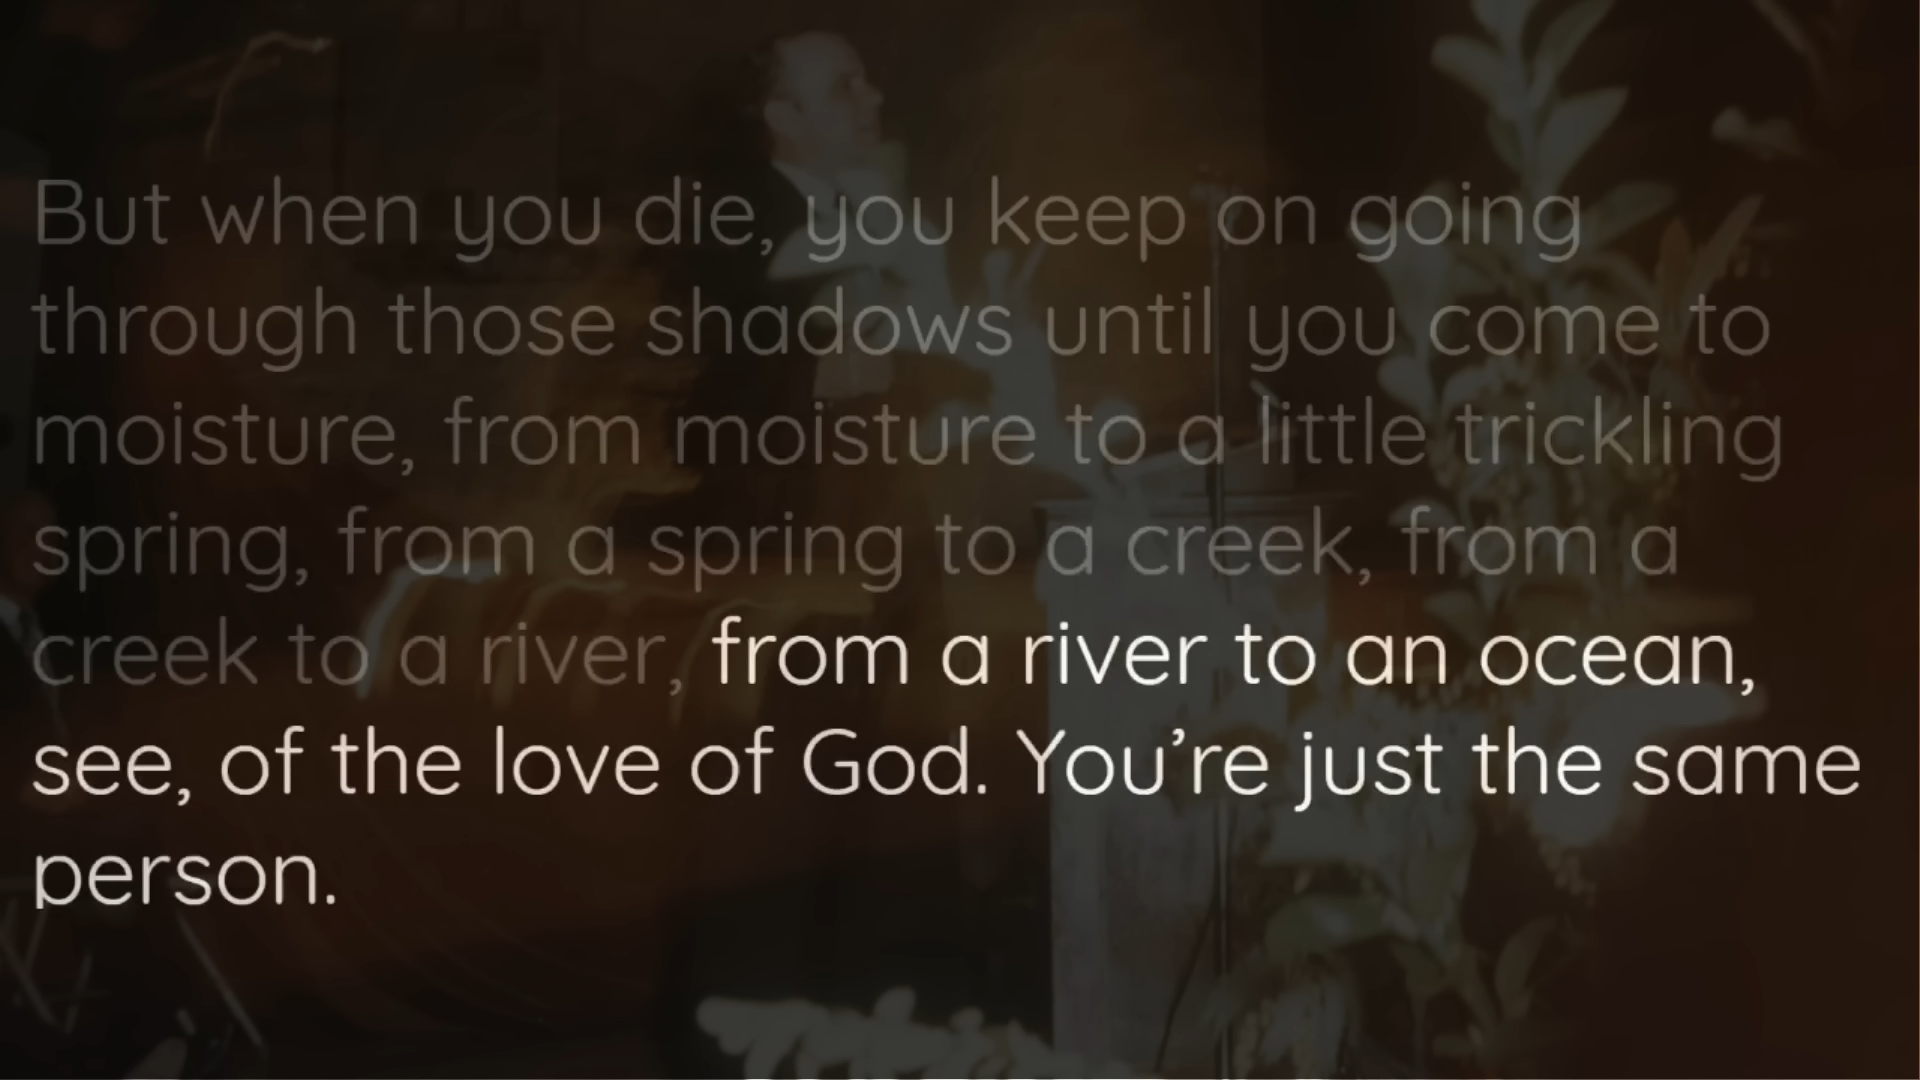 But when you die, you keep on going
through those shadows until you come to
moisture, from moisture to a little trickling
spring, from a spring to a creek, from a
creek to a river, from a river to an ocean,
see, of the love of God. You’re just the same
person.